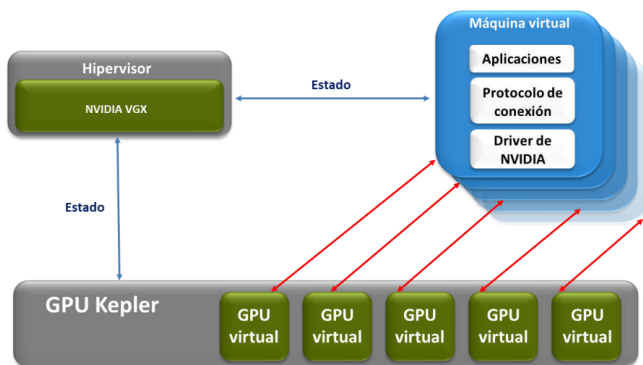 Máquina virtual
Hipervisor
NVIDIA VGX
Estado
Aplicaciones
Protocolo de
conexión
Driver de
NVIDIA
Estado
GPU Kepler
GPU
virtual
GPU
virtual
GPU
virtual
GPU
virtual
GPU
virtual